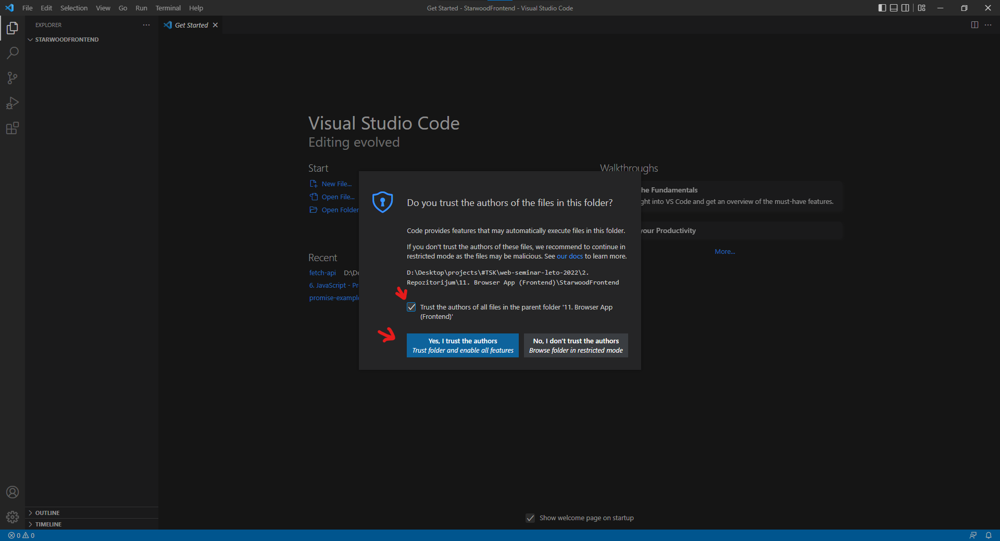 File Edit Selection View Go Run Terminal Help
Get Started - StarwoodFrontend - Visual Studio Code
EXPLORER
Get Started
STARWOODFRONTEND
Visual Studio Code
Editing evolved
Start
New File...
Open File...
Open Folder
Recent
fetch-api D:\De
6. JavaScript - Pr
promise-example
Walkthroughs
he Fundamentals
ght into VS Code and get an overview of the must-have features.
your Productivity
More...
Do you trust the authors of the files in this folder?
Code provides features that may automatically execute files in this folder.
If you don't trust the authors of these files, we recommend to continue in
restricted mode as the files may be malicious. See our docs to learn more.
D:\Desktop\projects\#TSK\web-seminar-leto-2022\2.
Repozitorijum\11. Browser App (Frontend)\StarwoodFrontend
Trust the authors of all files in the parent folder '11. Browser App
(Frontend)'
Yes, I trust the authors
Trust folder and enable all features
No, I don't trust the authors
Browse folder in restricted mode
Show welcome page on startup
OUTLINE
TIMELINE
0 0